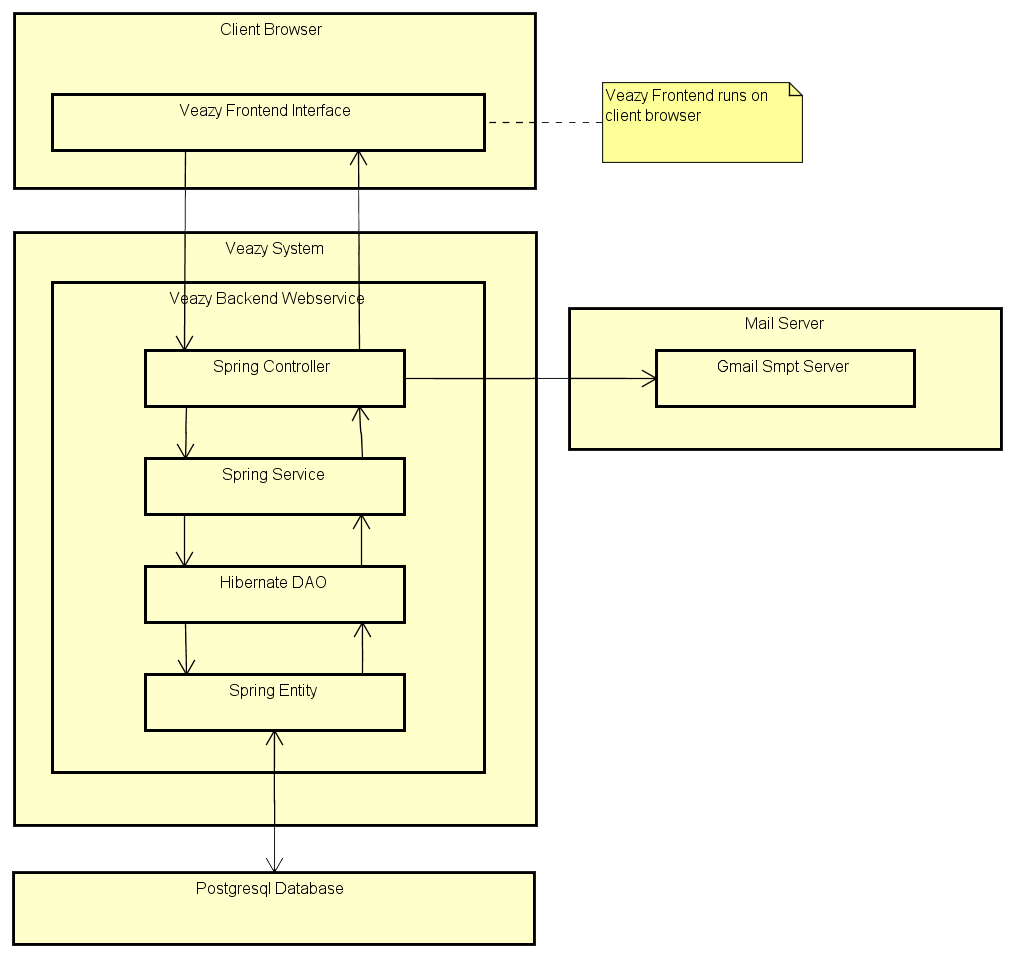 Client Browser
Veazy Frontend Interface
Veazy Frontend runs on
client browser
Veazy System
Veazy Backend Webservice
Spring Controller
Mail Server
Gmail Smpt Server
Spring Service
Hibernate DAO
Spring Entity
Postgresql Database